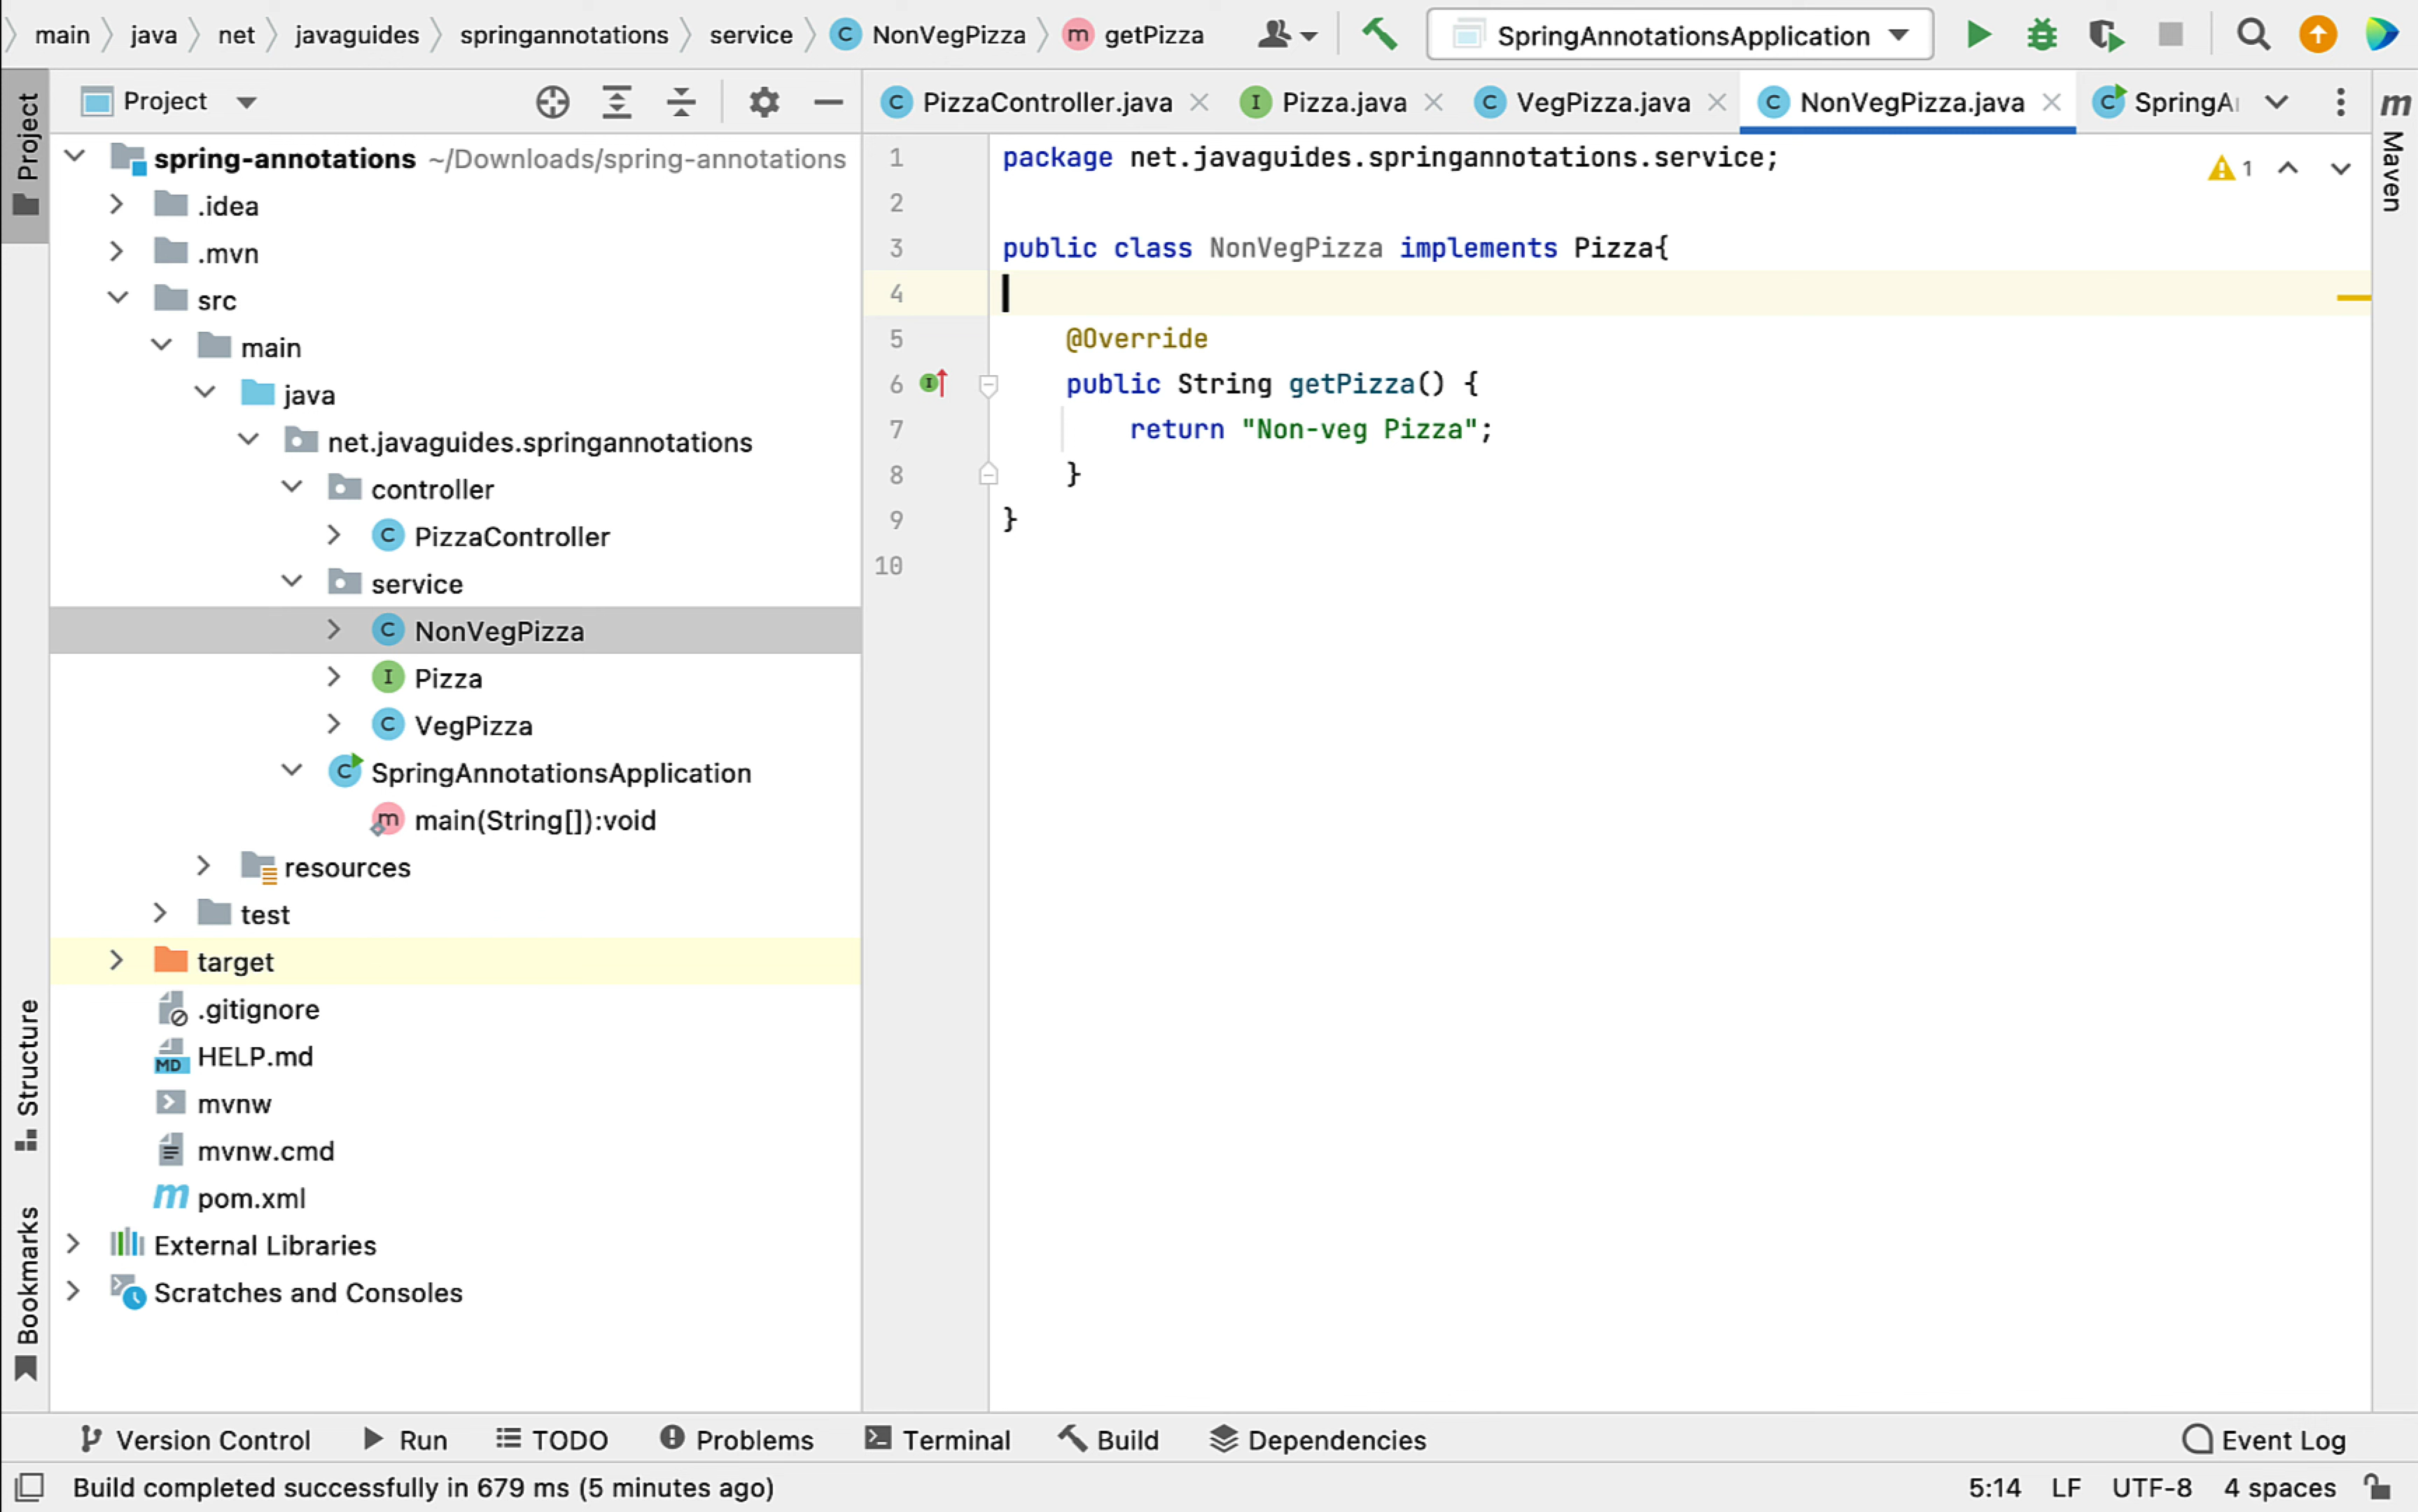 main java net javaguides springannotations service NonVegPizza getPizza SpringAnnotationsApplication
Project
Project
PizzaController.java Pizza.java VegPizza.java NonVegPizza.java SpringA
Maven
spring-annotations ~/Downloads/spring-annotations
.idea
.mvn
src
main
java
net.javaguides.springannotations
controller
PizzaController
service
NonVegPizza
Pizza
VegPizza
SpringAnnotationsApplication
main(String[]):void
resources
test
target
.gitignore
HELP.md
mvnw
mvnw.cmd
pom.xml
External Libraries
Scratches and Consoles
Structure
Bookmarks
1 package net.javaguides.springannotations.service;
1
2
3 public class NonVegPizza implements Pizza{
4
5 @Override
6 public String getPizza() {
7 return "Non-veg Pizza";
8 }
9 }
10
Version Control Run TODO Problems Terminal Build Dependencies Event Log
Build completed successfully in 679 ms (5 minutes ago) 5:14 LF UTF-8 4 spaces